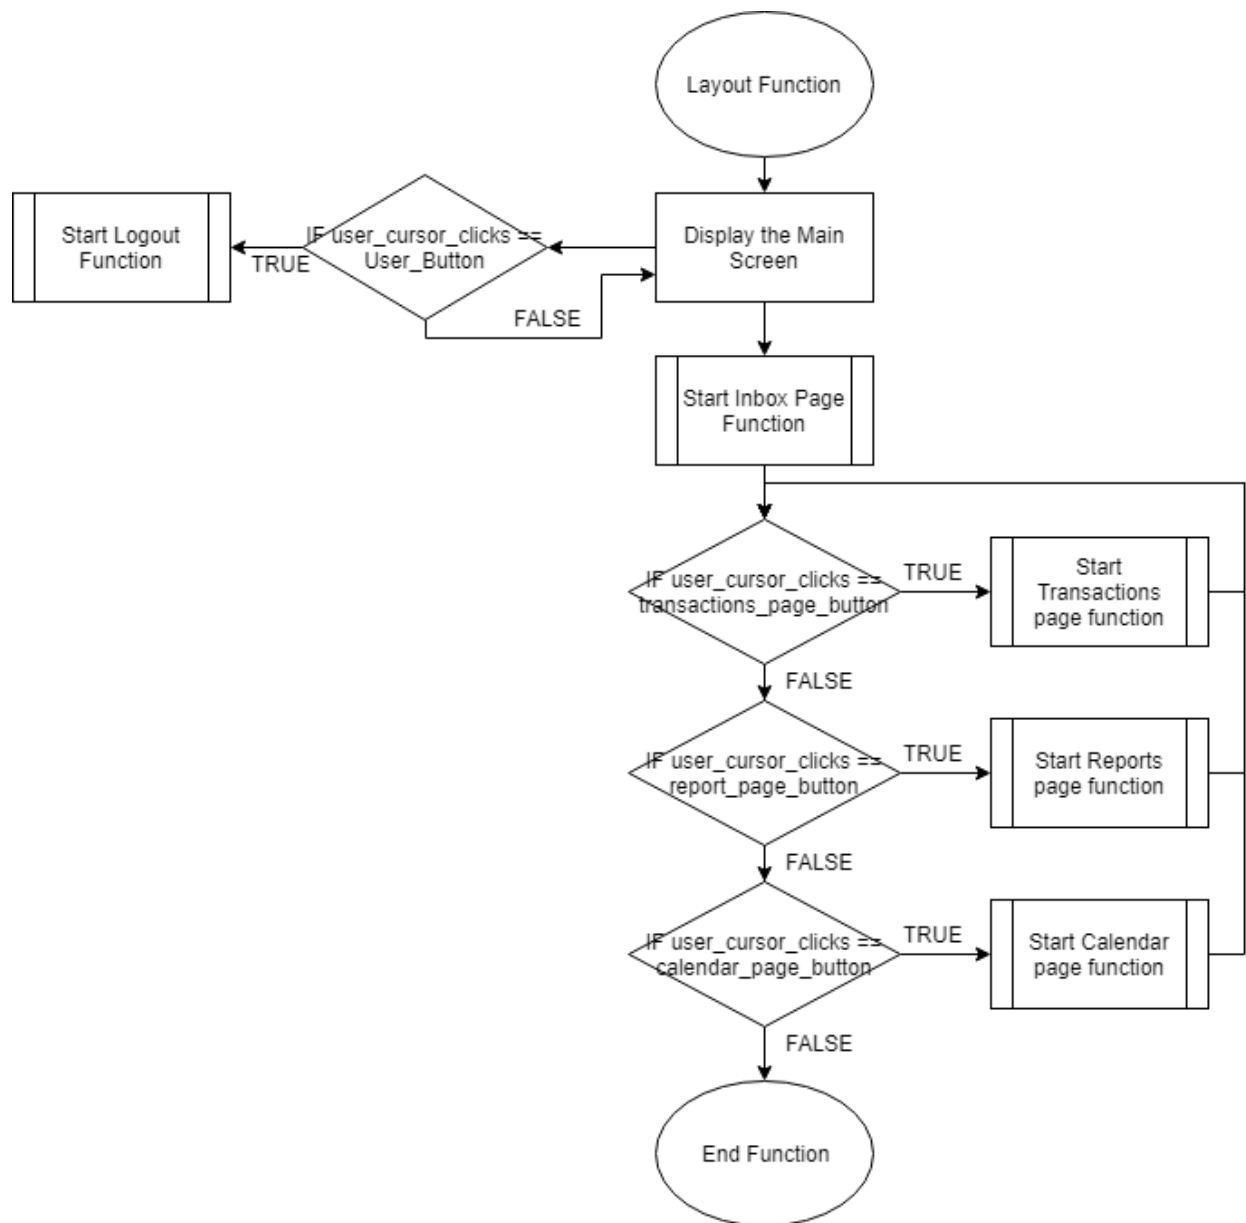 Layout Function
Start Logout
Function
TRUE
IF user_cursor_clicks ==
User_Button
FALSE
Display the Main
Screen
Start Inbox Page
Function
IF user_cursor_clicks ==
transactions_page_button
TRUE
Start
Transactions
page function
FALSE
IF user_cursor_clicks ==
report_page_button
TRUE
Start Reports
page function
FALSE
IF user_cursor_clicks ==
calendar_page_button
TRUE
Start Calendar
page function
FALSE
End Function